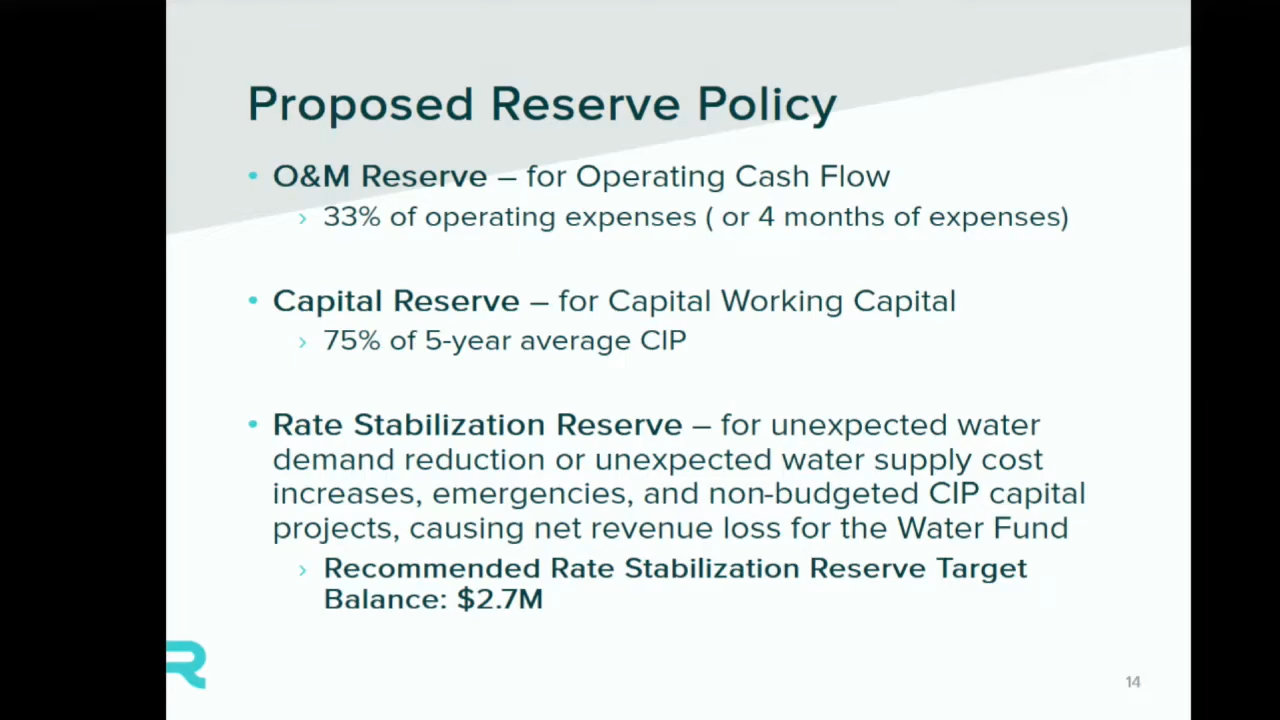 Proposed Reserve Policy
• O&M Reserve – for Operating Cash Flow
› 33% of operating expenses ( or 4 months of expenses)
• Capital Reserve – for Capital Working Capital
› 75% of 5-year average CIP
• Rate Stabilization Reserve – for unexpected water
demand reduction or unexpected water supply cost
increases, emergencies, and non-budgeted CIP capital
projects, causing net revenue loss for the Water Fund
› Recommended Rate Stabilization Reserve Target
Balance: $2.7M
R
14